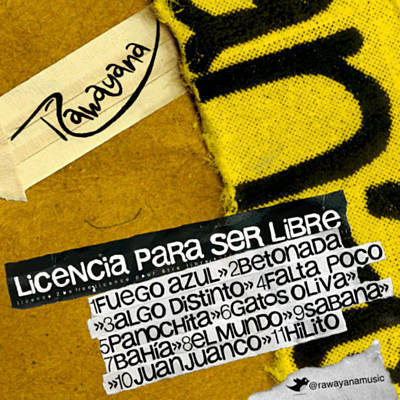 Rawayana
LiCENCiA PARA SER LiBRE
1FUEGO AZUL»2BETONADA
»3ALGO DiSTiNTO»4FALTA POCO
5PANOCHiTA»6GATOS OLiVA»
7BAHíA»8eL MUNDO»9SABANA»
»10JUANJUANCO»11HiLiTO
@rawayanamusic